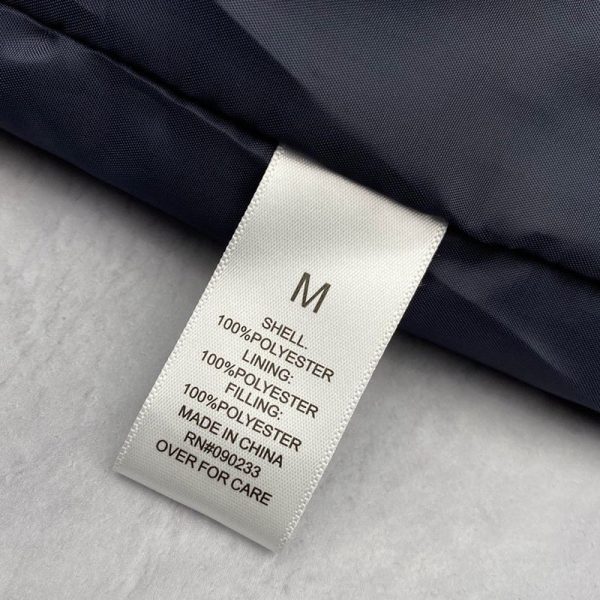 M
SHELL.
100%POLYESTER
LINING:
100%POLYESTER
FILLING:
100%POLYESTER
MADE IN CHINA
RN#090233
OVER FOR CARE